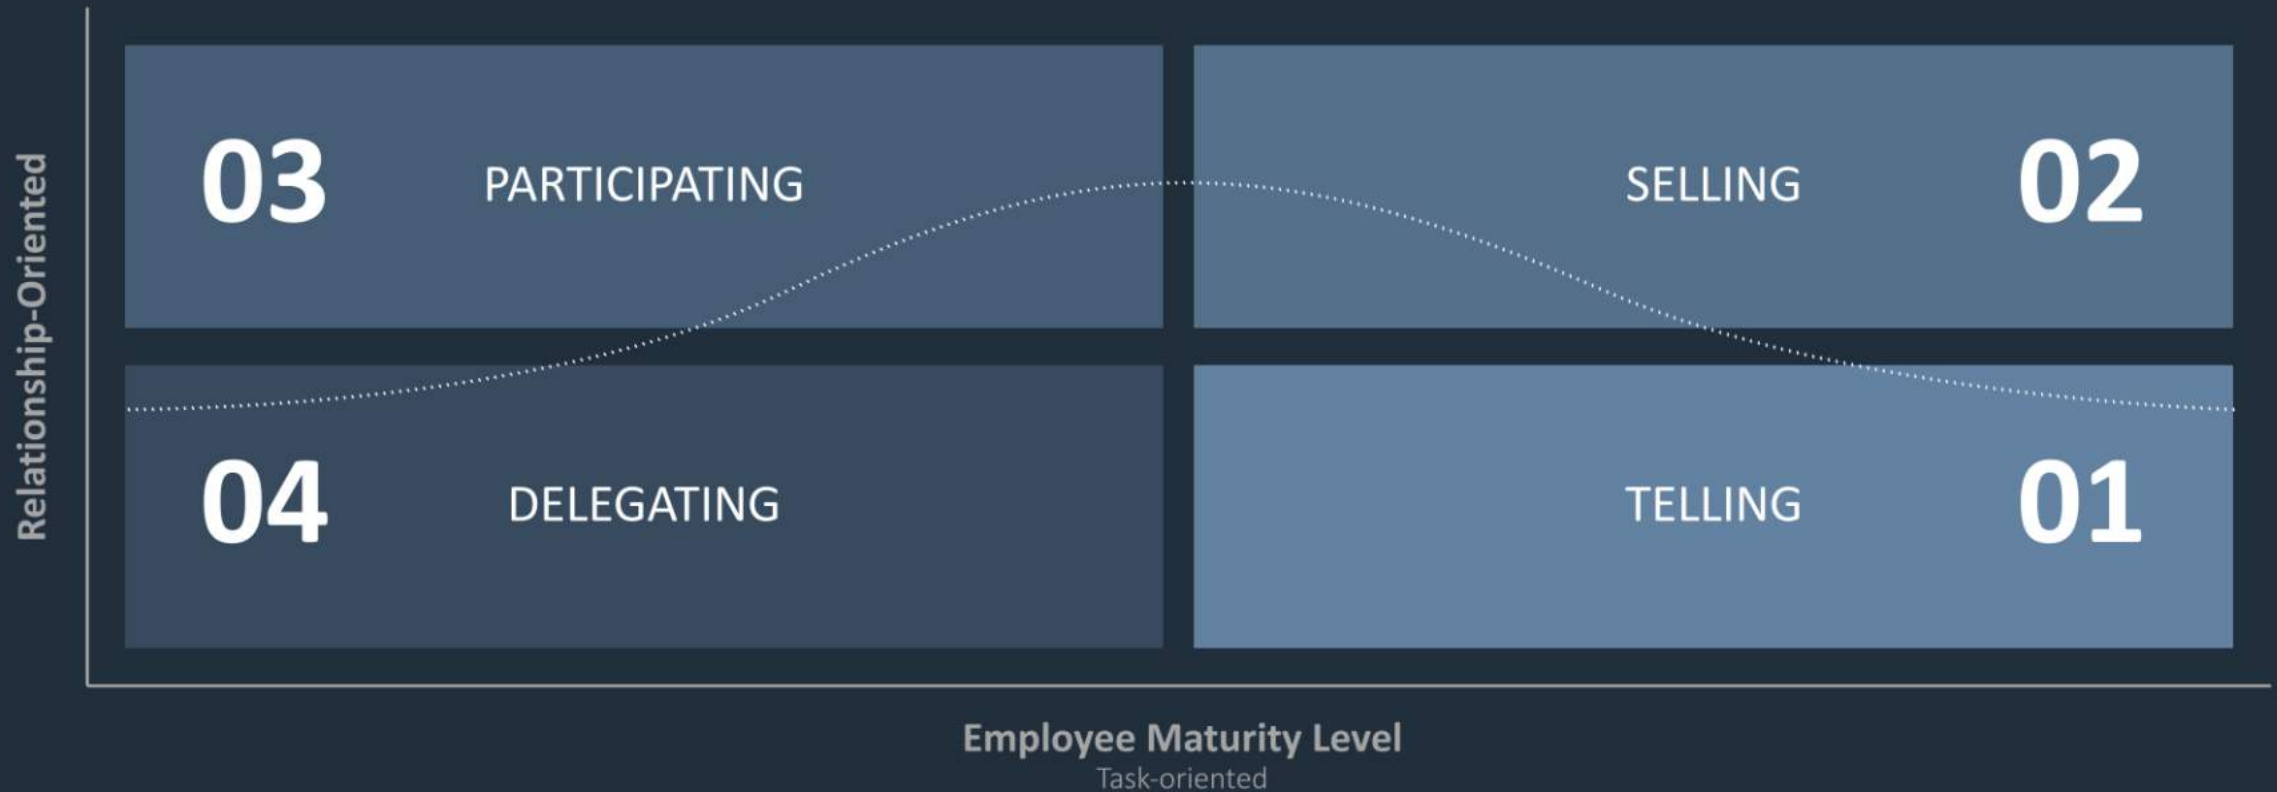 Relationship-Oriented
03 PARTICIPATING
SELLING 02
04 DELEGATING
TELLING 01
Employee Maturity Level
Task-oriented